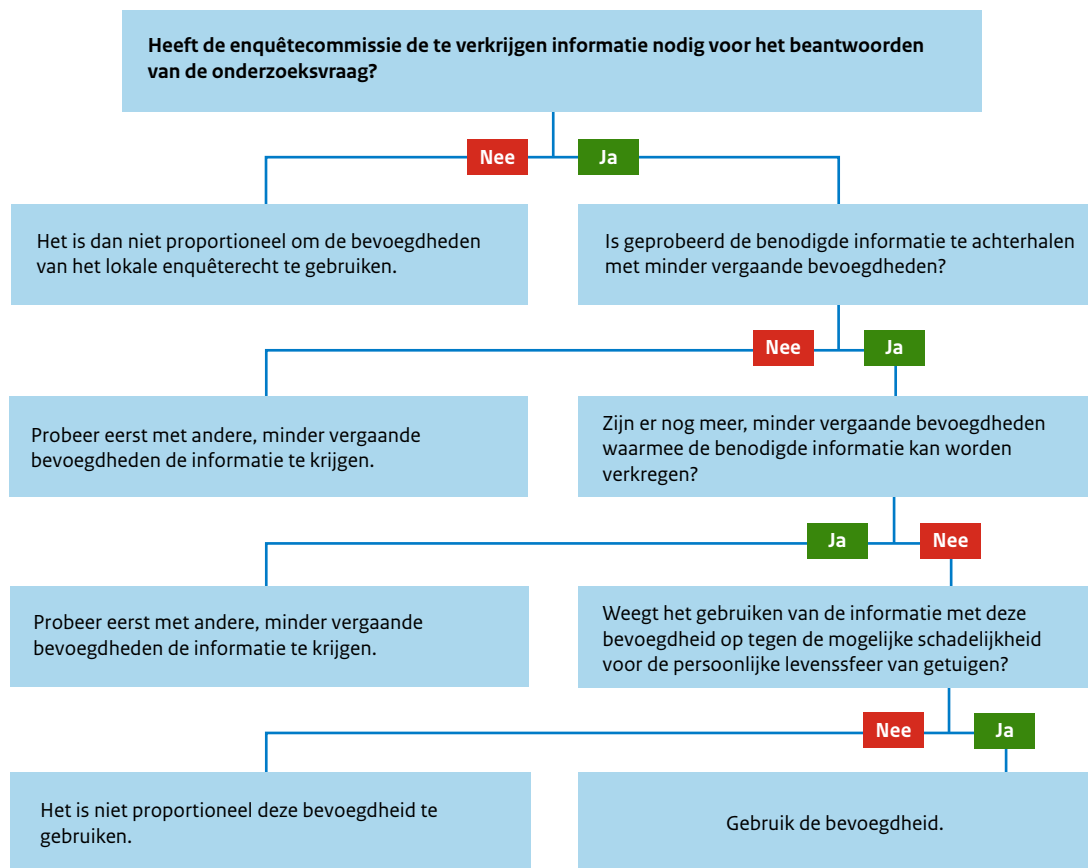 Heeft de enquêtecommissie de te verkrijgen informatie nodig voor het beantwoorden
van de onderzoeksvraag?
Nee
Ja
Het is dan niet proportioneel om de bevoegdheden
van het lokale enquêterecht te gebruiken.
Is geprobeerd de benodigde informatie te achterhalen
met minder vergaande bevoegdheden?
Nee
Ja
Probeer eerst met andere, minder vergaande
bevoegdheden de informatie te krijgen.
Zijn er nog meer, minder vergaande bevoegdheden
waarmee de benodigde informatie kan worden
verkregen?
Ja
Nee
Probeer eerst met andere, minder vergaande
bevoegdheden de informatie te krijgen.
Weegt het gebruiken van de informatie met deze
bevoegdheid op tegen de mogelijke schadelijkheid
voor de persoonlijke levenssfeer van getuigen?
Nee
Ja
Het is niet proportioneel deze bevoegdheid te
gebruiken.
Gebruik de bevoegdheid.